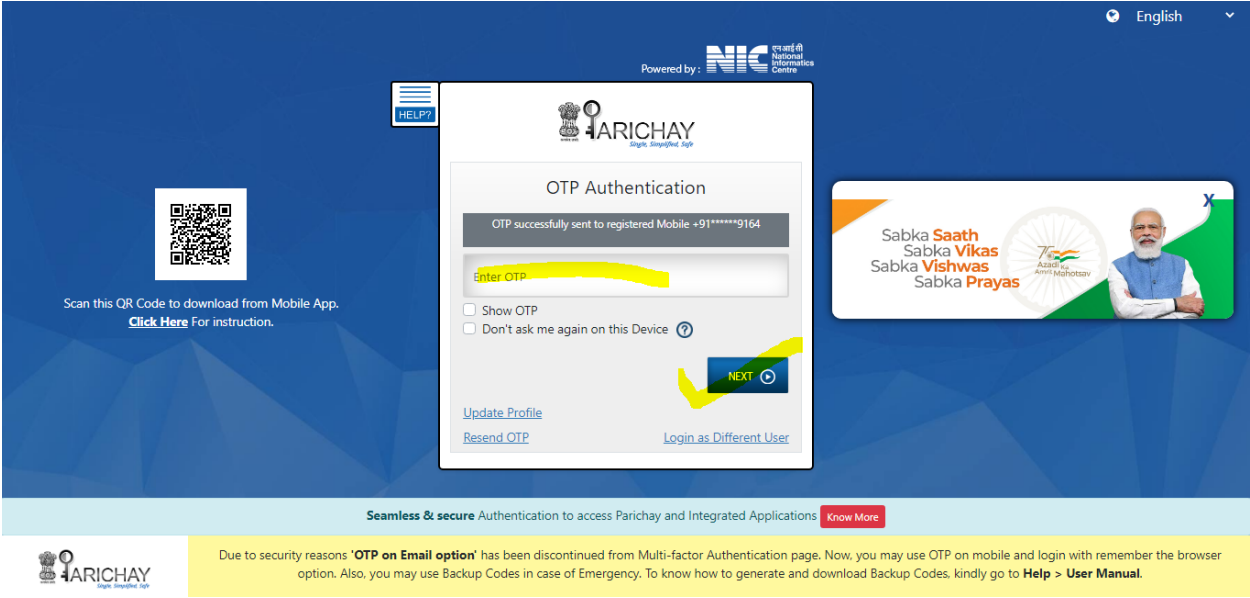 English
Powered by :
NIC
एन आई सी
National
Informatics
Centre
HELP?
PARICHAY
Single, Simplified, Safe
OTP Authentication
OTP successfully sent to registered Mobile +91******9164
Enter OTP
Show OTP
Don't ask me again on this Device ?
NEXT
Update Profile
Resend OTP
Login as Different User
Scan this QR Code to download from Mobile App.
Click Here For instruction.
X
Sabka Saath
Sabka Vikas
Sabka Vishwas
Sabka Prayas
75
Azadi Ka
Amrit Mahotsav
Seamless & secure Authentication to access Parichay and Integrated Applications Know More
PARICHAY
Single, Simplified, Safe
Due to security reasons 'OTP on Email option' has been discontinued from Multi-factor Authentication page. Now, you may use OTP on mobile and login with remember the browser
option. Also, you may use Backup Codes in case of Emergency. To know how to generate and download Backup Codes, kindly go to Help > User Manual.